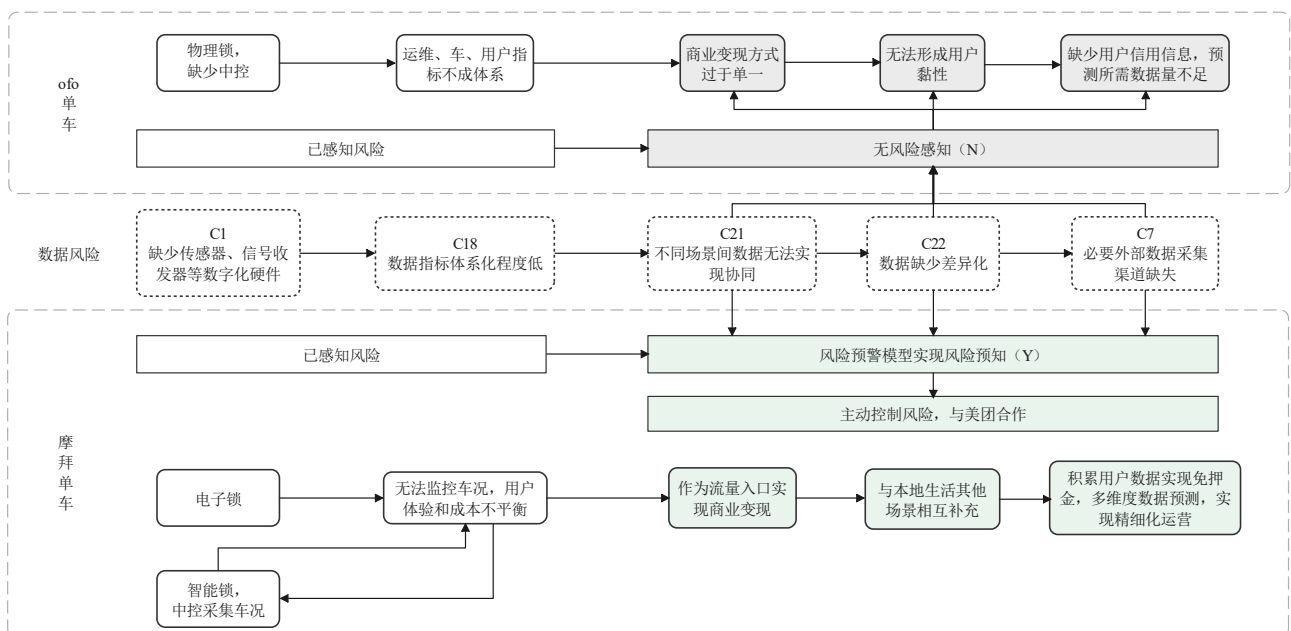 物理锁，
缺少中控
运维、车、用户指
标不成体系
商业变现方式
过于单一
无法形成用户
黏性
缺少用户信用信息，预
测所需数据量不足
ofo
单
车
已感知风险
无风险感知（N）
数据风险
C1
缺少传感器、信号收
发器等数字化硬件
C18
数据指标体系化程度低
C21
不同场景间数据无法实
现协同
C22
数据缺少差异化
C7
必要外部数据采集
渠道缺失
已感知风险
风险预警模型实现风险预知（Y）
主动控制风险，与美团合作
摩
拜
单
车
电子锁
无法监控车况，用户
体验和成本不平衡
作为流量入口实
现商业变现
与本地生活其他
场景相互补充
积累用户数据实现免押
金，多维度数据预测，实
现精细化运营
智能锁，
中控采集车况